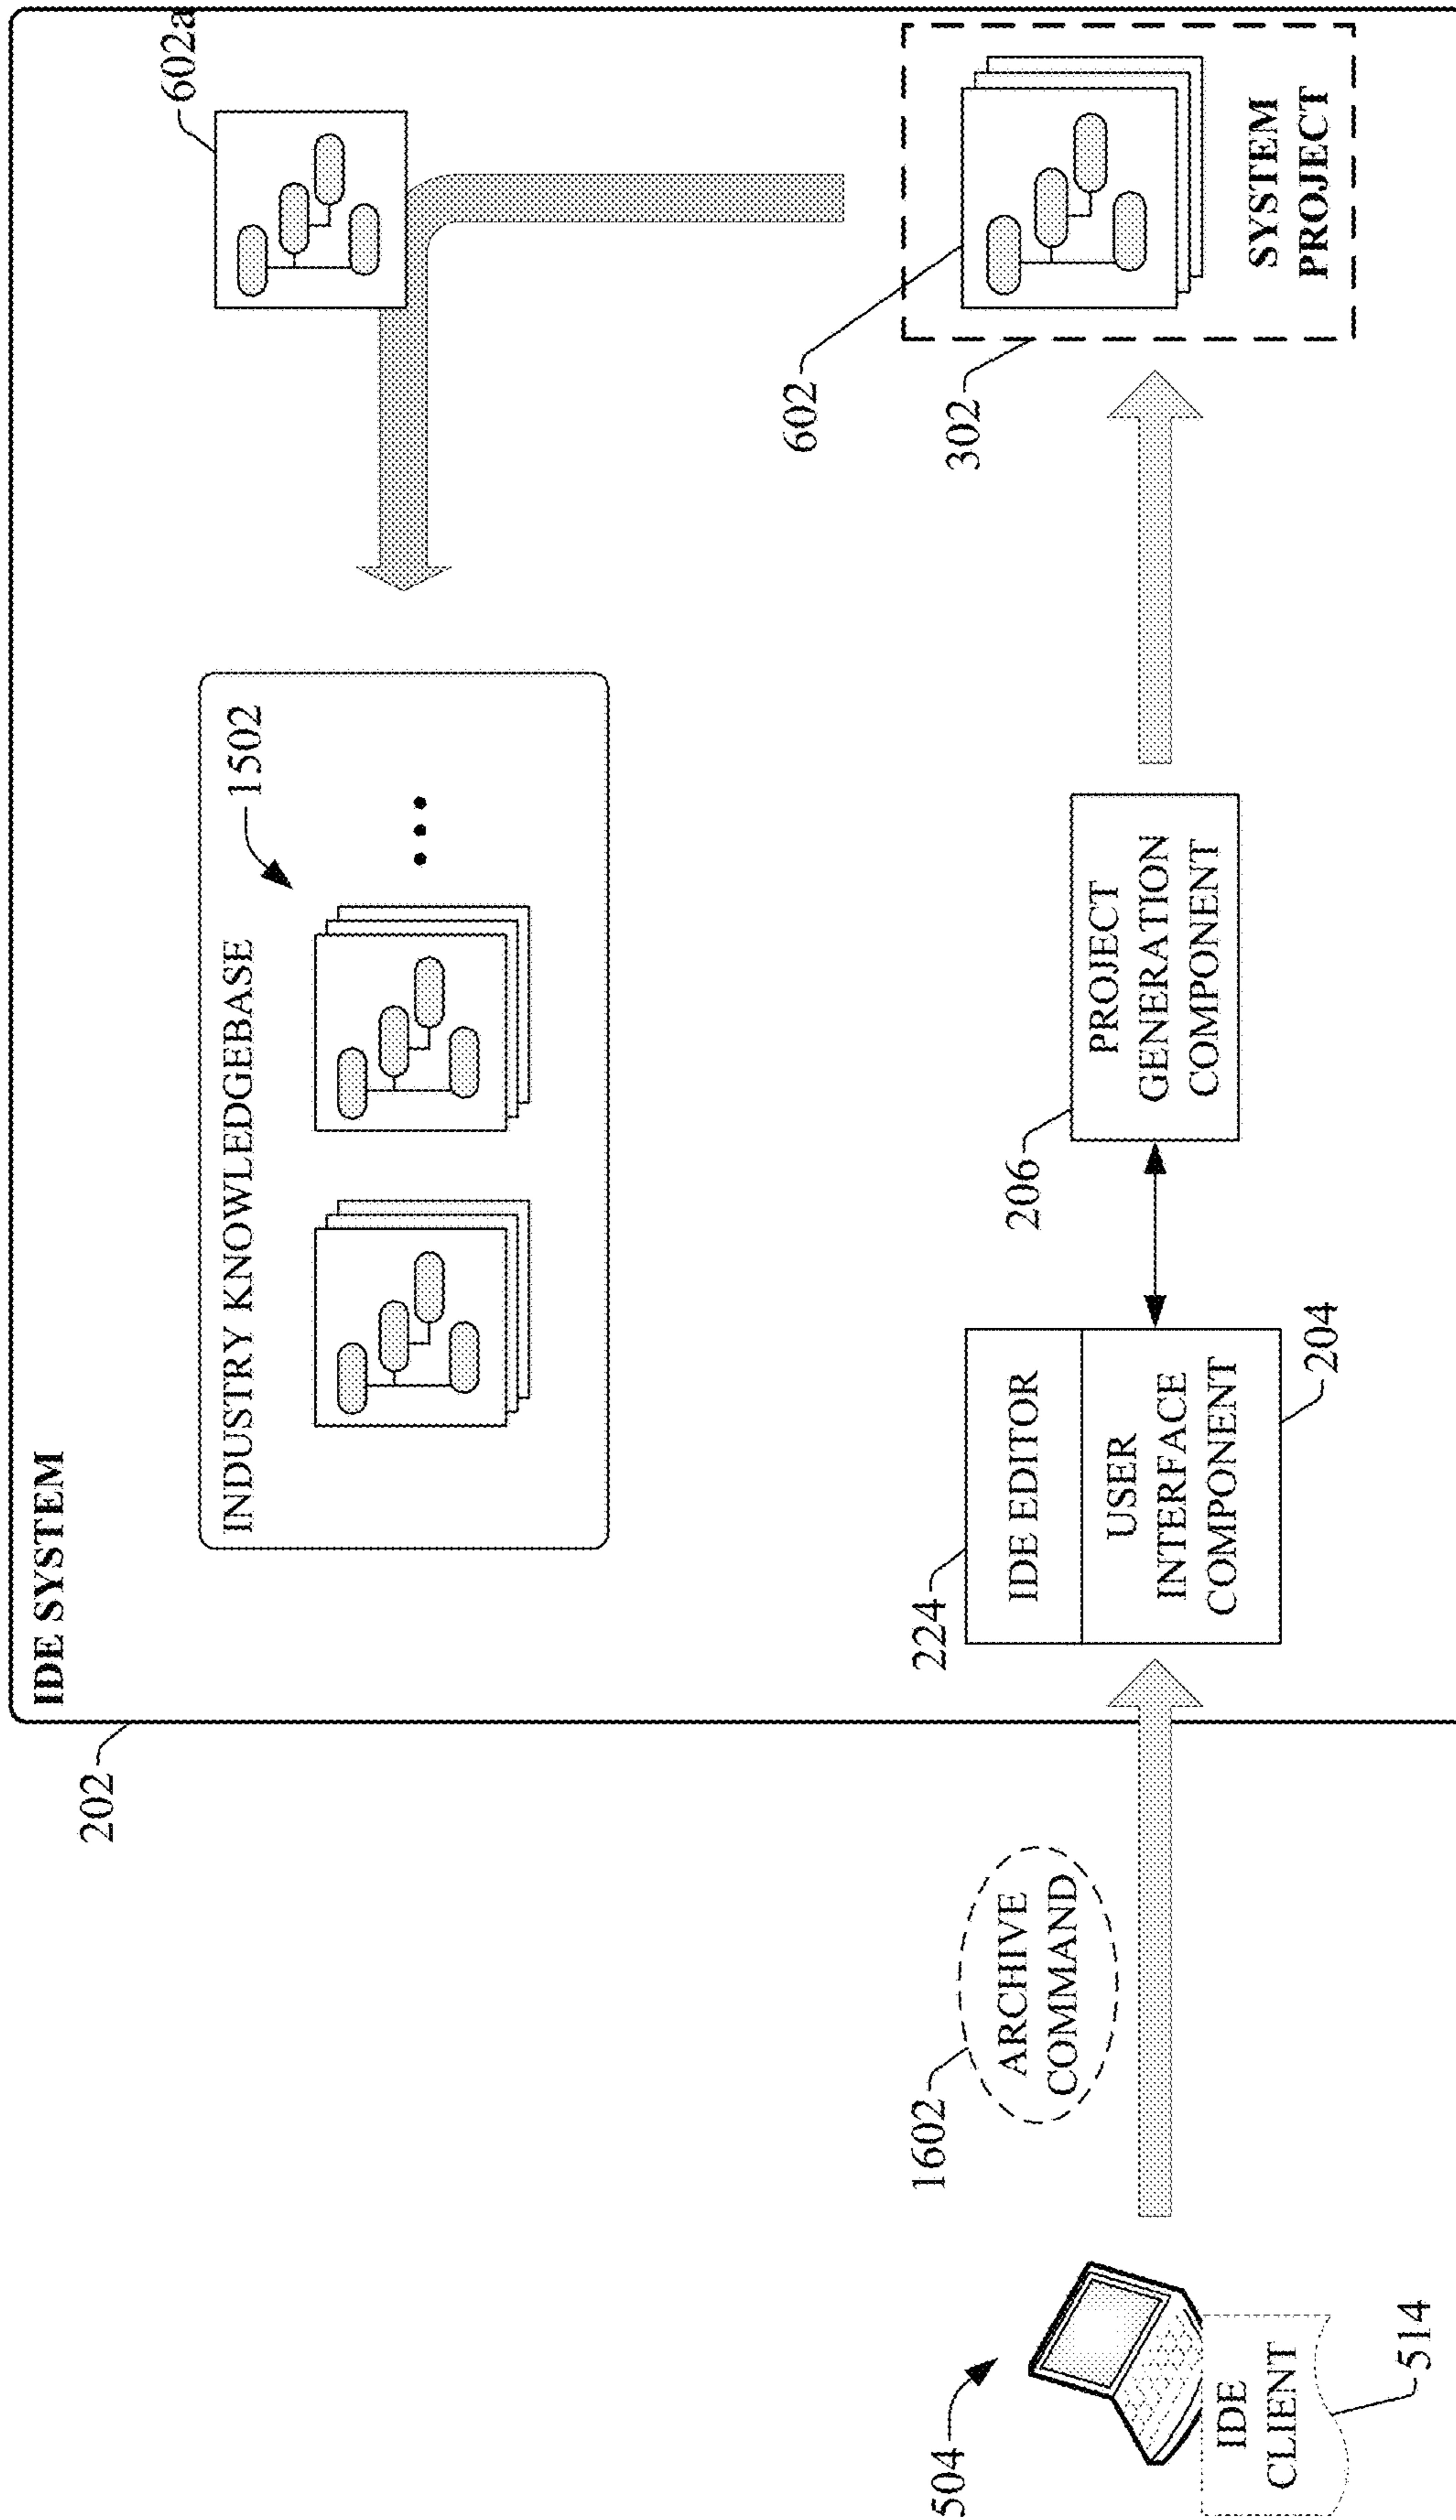 IDE SYSTEM
202
INDUSTRY KNOWLEDGEBASE
1502
602a
504
IDE
CLIENT
514
1602
ARCHIVE
COMMAND
224
IDE EDITOR
USER
INTERFACE
COMPONENT
204
206
PROJECT
GENERATION
COMPONENT
602
302
SYSTEM
PROJECT